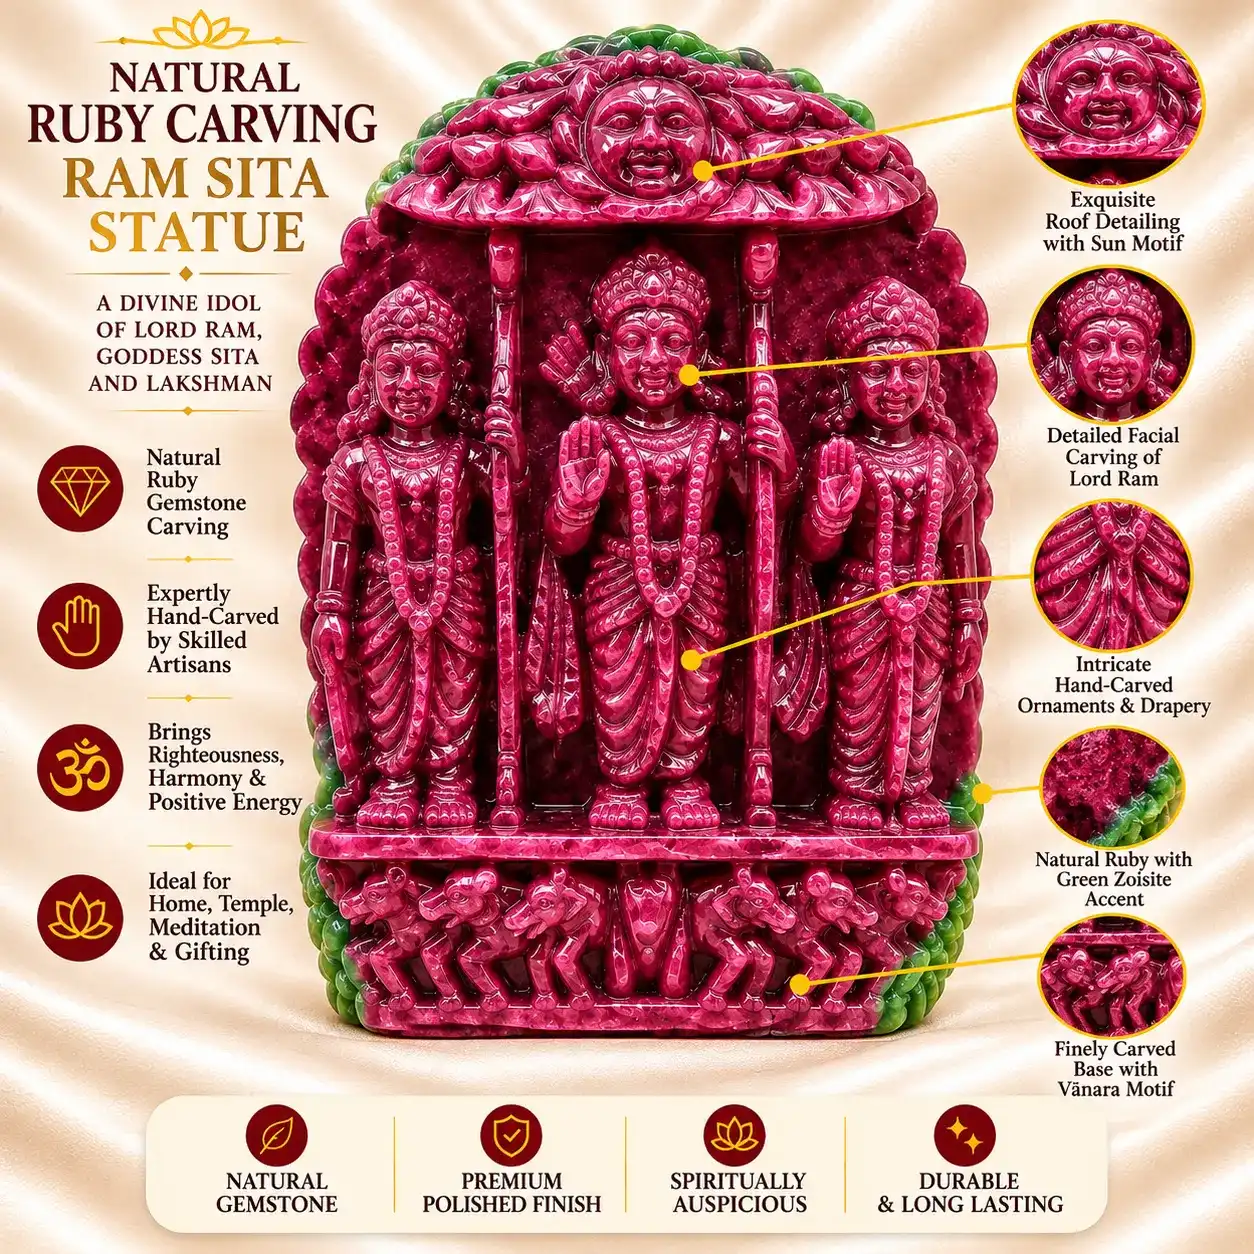 NATURAL
RUBY CARVING
RAM SITA
STATUE
A DIVINE IDOL
OF LORD RAM,
GODDESS SITA
AND LAKSHMAN
Natural
Ruby
Gemstone
Carving
Expertly
Hand-Carved
by Skilled
Artisans
ॐ
Brings
Righteousness,
Harmony &
Positive Energy
Ideal for
Home, Temple,
Meditation
& Gifting
Exquisite
Roof Detailing
with Sun Motif
Detailed Facial
Carving of
Lord Ram
Intricate
Hand-Carved
Ornaments & Drapery
Natural Ruby with
Green Zoisite
Accent
Finely Carved
Base with
Vānara Motif
NATURAL
GEMSTONE
PREMIUM
POLISHED FINISH
SPIRITUALLY
AUSPICIOUS
DURABLE
& LONG LASTING